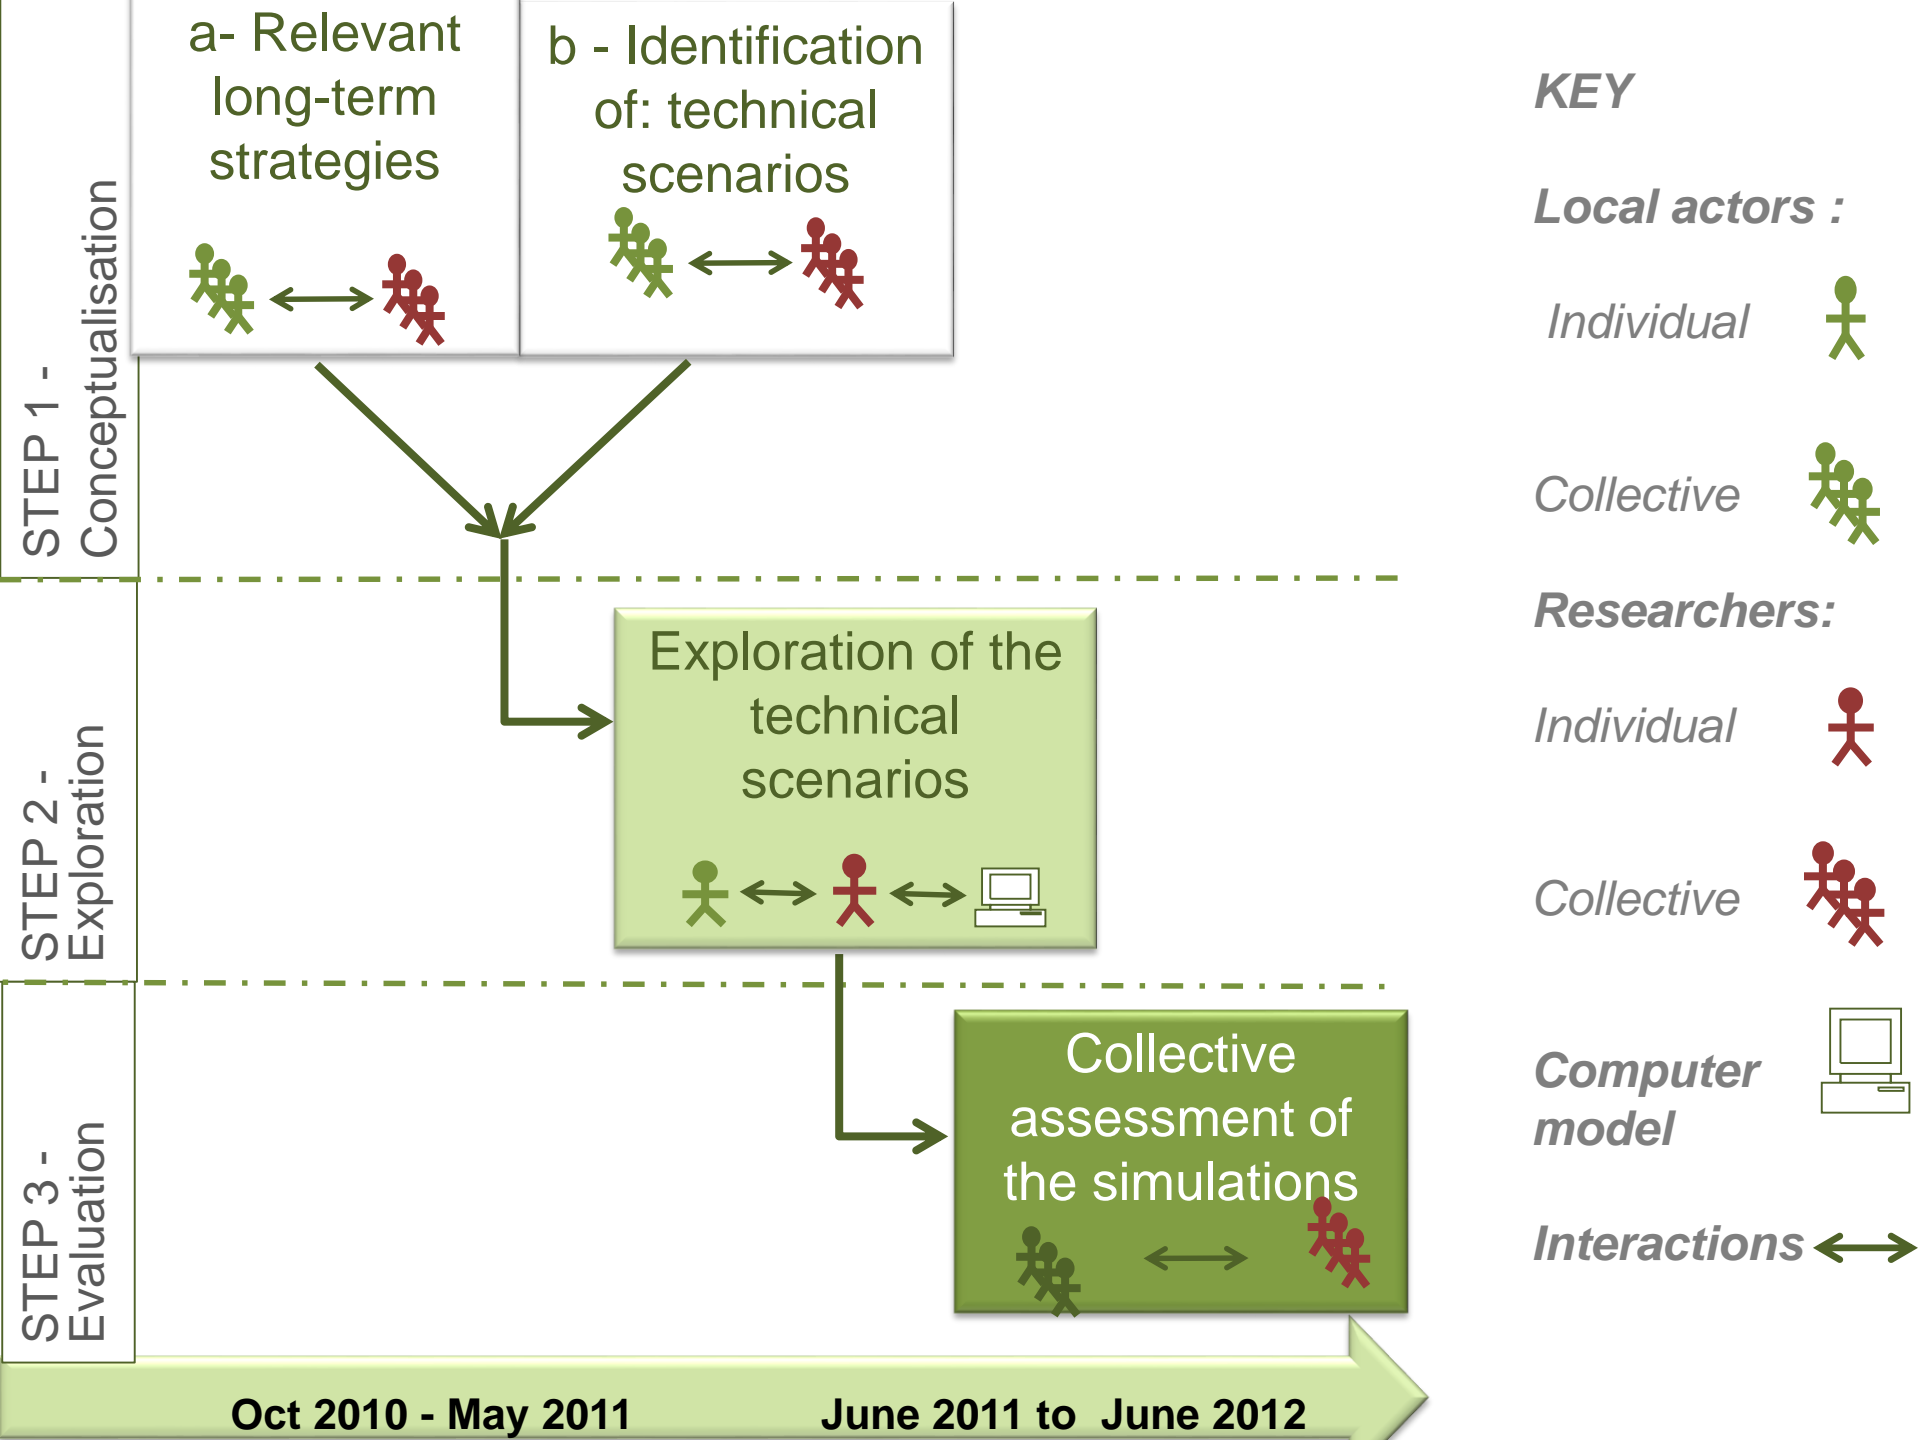 a- Relevant
long-term
strategies
b - Identification
of: technical
scenarios
STEP 1 -
Conceptualisation
Exploration of the
technical
scenarios
STEP 2 -
Exploration
Collective
assessment of
the simulations
STEP 3 -
Evaluation
Oct 2010 - May 2011
June 2011 to June 2012
KEY
Local actors :
Individual
Collective
Researchers:
Individual
Collective
Computer
model
Interactions